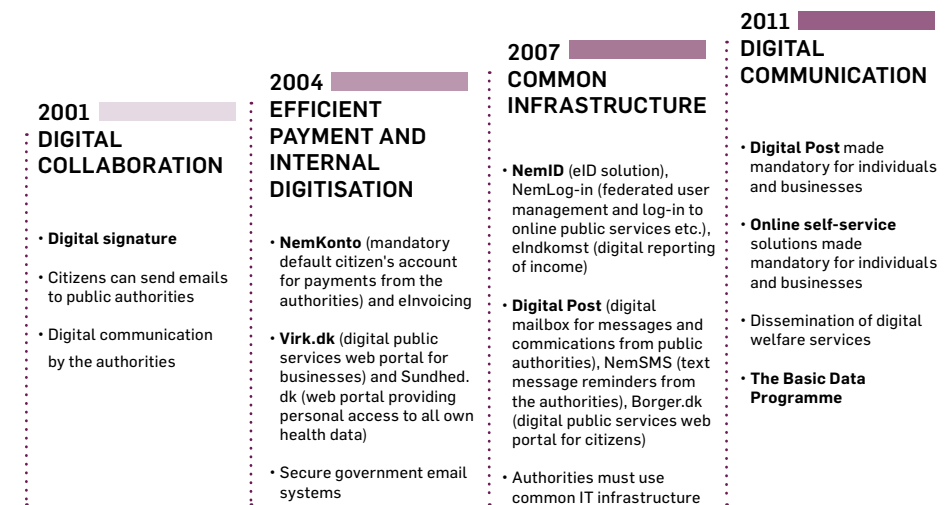 2001
DIGITAL
COLLABORATION
• Digital signature
• Citizens can send emails
to public authorities
• Digital communication
by the authorities
2004
EFFICIENT
PAYMENT AND
INTERNAL
DIGITISATION
• NemKonto (mandatory
default citizen's account
for payments from the
authorities) and eInvoicing
• Virk.dk (digital public
services web portal for
businesses) and Sundhed.
dk (web portal providing
personal access to all own
health data)
• Secure government email
systems
2007
COMMON
INFRASTRUCTURE
• NemID (eID solution),
NemLog-in (federated user
management and log-in to
online public services etc.),
eIndkomst (digital reporting
of income)
• Digital Post (digital
mailbox for messages and
commications from public
authorities), NemSMS (text
message reminders from
the authorities), Borger.dk
(digital public services web
portal for citizens)
• Authorities must use
common IT infrastructure
2011
DIGITAL
COMMUNICATION
• Digital Post made
mandatory for individuals
and businesses
• Online self-service
solutions made
mandatory for individuals
and businesses
• Dissemination of digital
welfare services
• The Basic Data
Programme